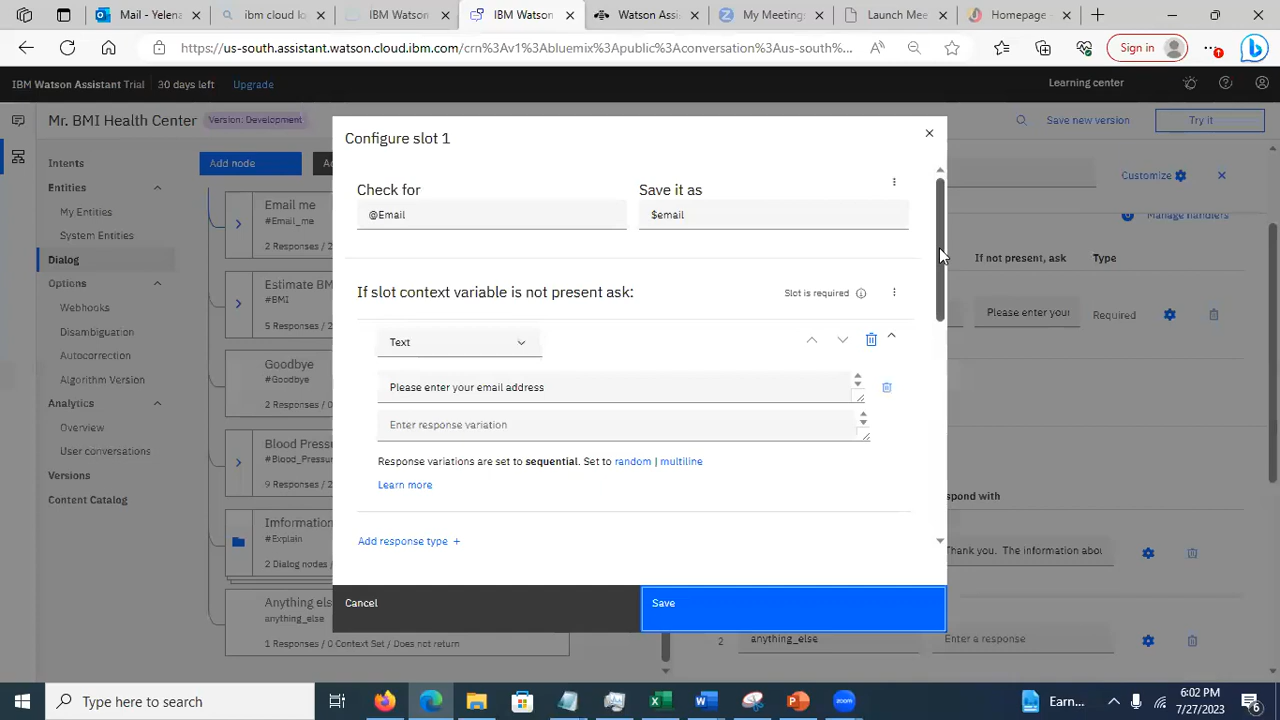 Mail - Yelena
ibm cloud lo
IBM Watson
IBM Watson
Watson Assi
My Meeting
Launch Mee
Homepage -
https://us-south.assistant.watson.cloud.ibm.com/crn%3Av1%3Abluemix%3Apublic%3Aconversation%3Aus-south%...
Sign in
IBM Watson Assistant Trial 30 days left Upgrade Learning center
Mr. BMI Health Center Version: Development Save new version Try it
Intents
Entities
My Entities
System Entities
Dialog
Options
Webhooks
Disambiguation
Autocorrection
Algorithm Version
Analytics
Overview
User conversations
Versions
Content Catalog
Add node
Email me
#Email_me
2 Responses / 2
Estimate BM
#BMI
5 Responses / 2
Goodbye
#Goodbye
2 Responses / 0
Blood Pressu
#Blood_Pressu
9 Responses / 2
Imformation
#Explain
2 Dialog nodes /
Anything els
anything_else
1 Responses / 0 Context Set / Does not return
Configure slot 1
Check for
@Email
Save it as
$email
If slot context variable is not present ask:
Slot is required
Text
Please enter your email address
Enter response variation
Response variations are set to sequential. Set to random | multiline
Learn more
Add response type +
Cancel
Save
Customize
Manage handlers
If not present, ask Type
Please enter your Required
spond with
Thank you. The information abou
2 anything_else Enter a response
Type here to search
Earn...
6:02 PM
7/27/2023
6